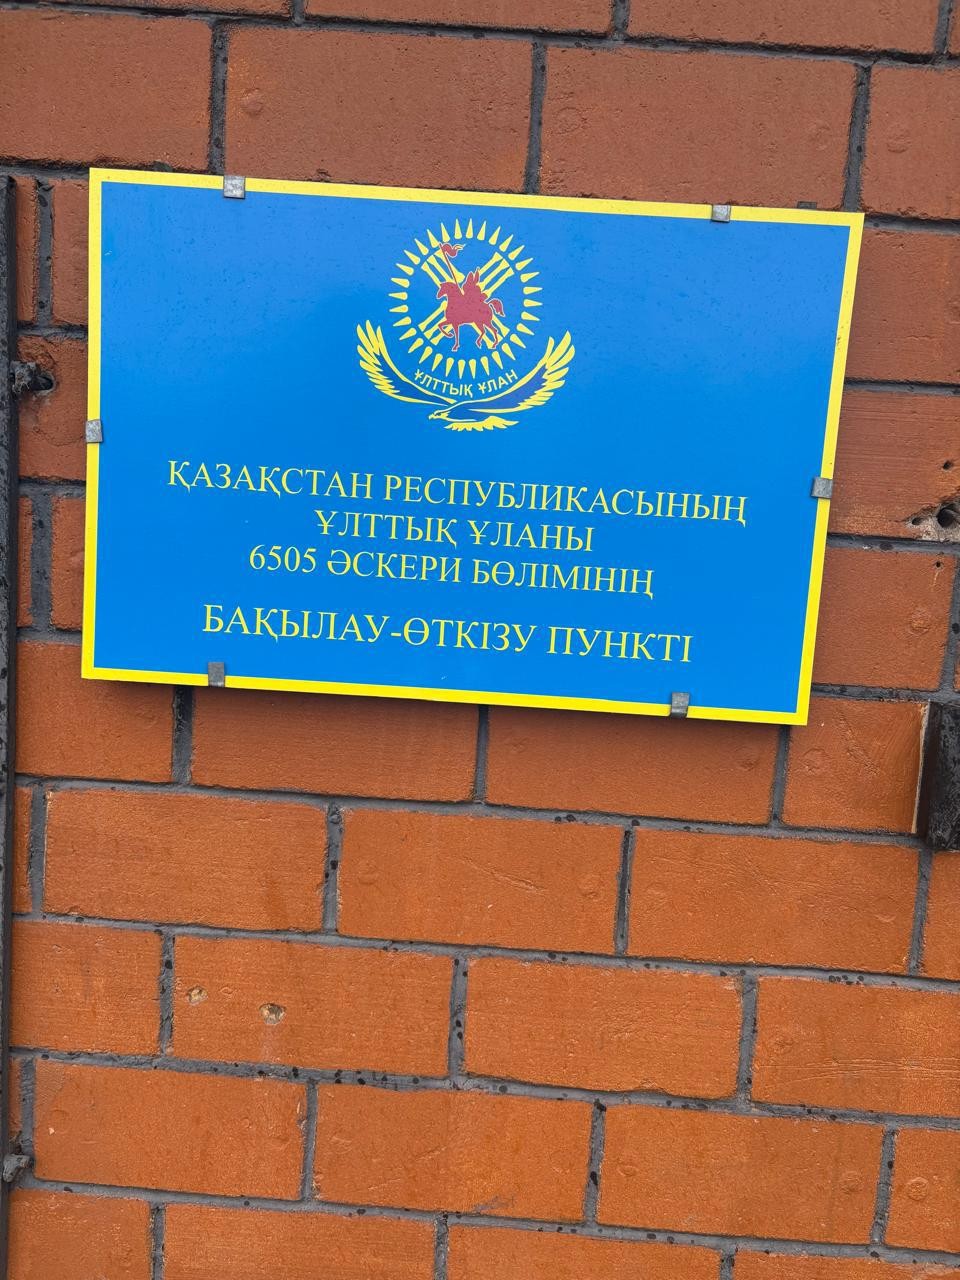 ҰЛТТЫҚ ҰЛАН
ҚАЗАҚСТАН РЕСПУБЛИКАСЫНЫҢ
ҰЛТТЫҚ ҰЛАНЫ
6505 ӘСКЕРИ БӨЛІМІНІҢ
БАҚЫЛАУ-ӨТКІЗУ ПУНКТІ